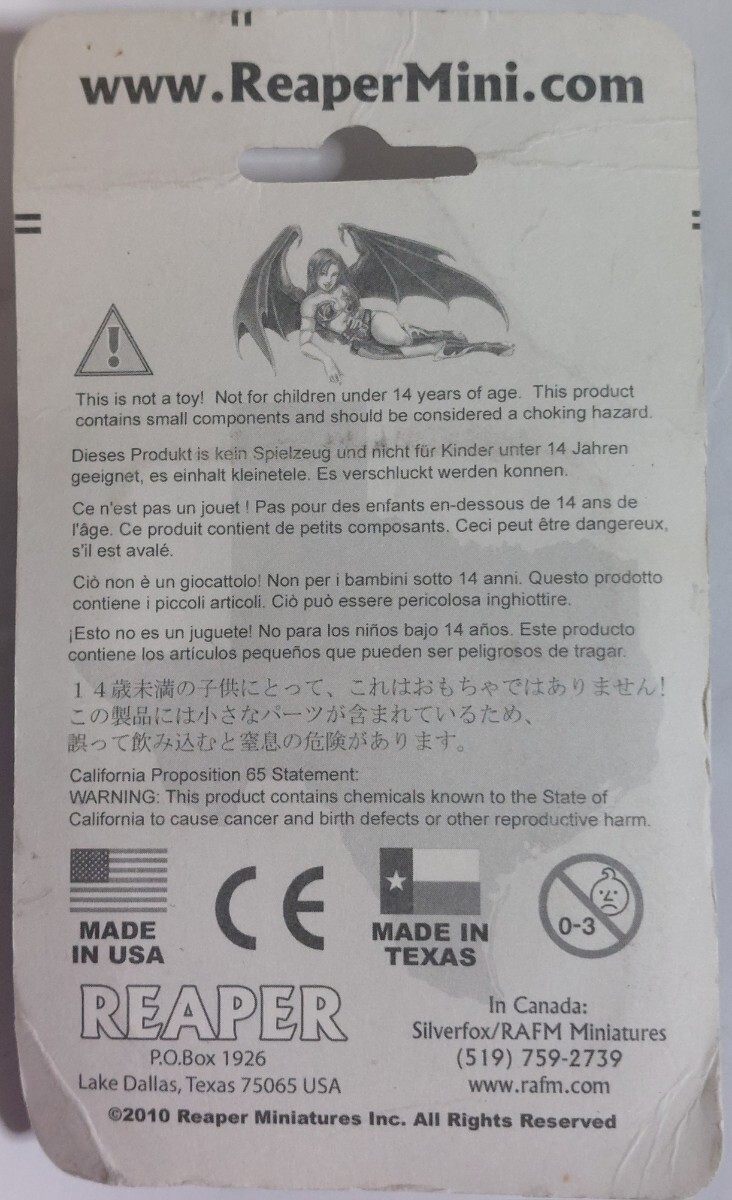 www.ReaperMini.com
This is not a toy! Not for children under 14 years of age. This product
contains small components and should be considered a choking hazard.
Dieses Produkt is kein Spielzeug und nicht für Kinder unter 14 Jahren
geeignet, es einhalt kleinetele. Es verschluckt werden konnen.
Ce n'est pas un jouet ! Pas pour des enfants en-dessous de 14 ans de
l'âge. Ce produit contient de petits composants. Ceci peut être dangereux,
s'il est avalé.
Ciò non è un giocattolo! Non per i bambini sotto 14 anni. Questo prodotto
contiene i piccoli articoli. Ciò può essere pericolosa inghiottire.
¡Esto no es un juguete! No para los niños bajo 14 años. Este producto
contiene los artículos pequeños que pueden ser peligrosos de tragar.
14歳未満の子供にとって、これはおもちゃではありません!
この製品には小さなパーツが含まれているため、
誤って飲み込むと窒息の危険があります。
California Proposition 65 Statement:
WARNING: This product contains chemicals known to the State of
California to cause cancer and birth defects or other reproductive harm.
MADE
IN USA
CE
MADE IN
TEXAS
0-3
REAPER
P.O.Box 1926
Lake Dallas, Texas 75065 USA
In Canada:
Silverfox/RAFM Miniatures
(519) 759-2739
www.rafm.com
©2010 Reaper Miniatures Inc. All Rights Reserved